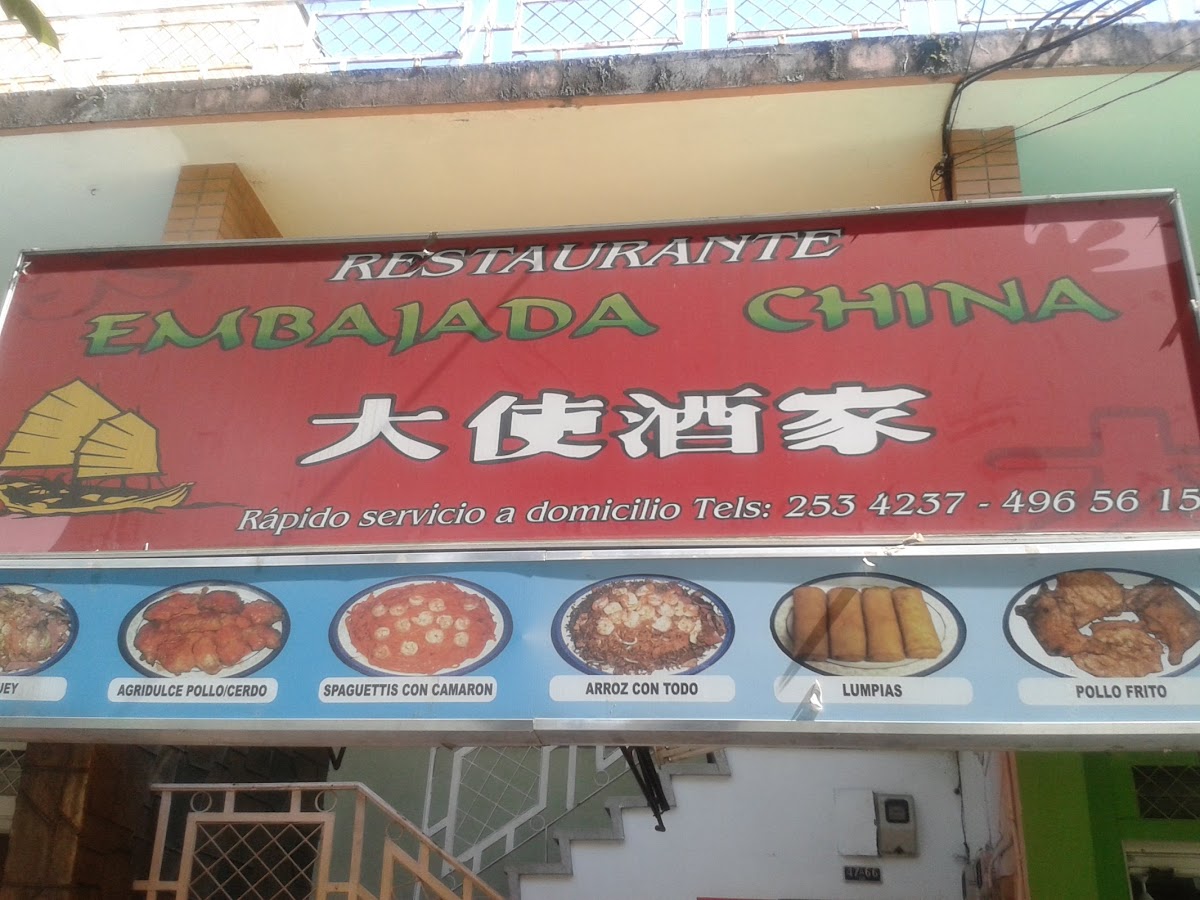 RESTAURANTE
EMBAJADA CHINA
大使酒家
Rápido servicio a domicilio Tels: 253 4237 - 496 56 15
UEY
AGRIDULCE POLLO/CERDO
SPAGUETTIS CON CAMARON
ARROZ CON TODO
LUMPIAS
POLLO FRITO